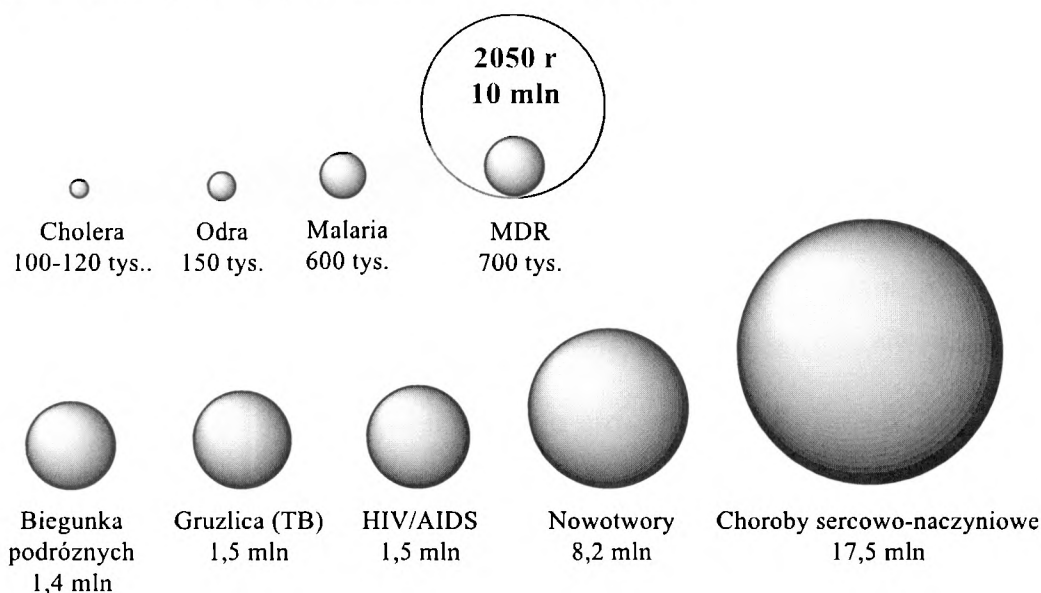 2050 r
10 mln
Cholera
100-120 tys..
Odra
150 tys.
Malaria
600 tys.
MDR
700 tys.
Biegunka
podróznych
1,4 mln
Gruzlica (TB)
1,5 mln
HIV/AIDS
1,5 mln
Nowotwory
8,2 mln
Choroby sercowo-naczyniowe
17,5 mln